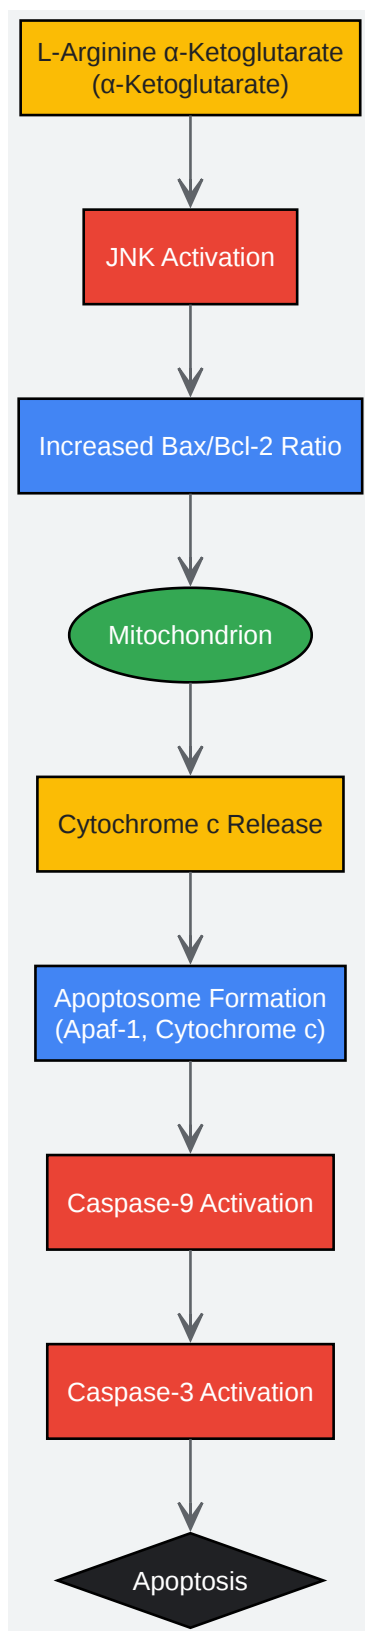 L-Arginine α-Ketoglutarate
(α-Ketoglutarate)
JNK Activation
Increased Bax/Bcl-2 Ratio
Mitochondrion
Cytochrome c Release
Apoptosome Formation
(Apaf-1, Cytochrome c)
Caspase-9 Activation
Caspase-3 Activation
Apoptosis